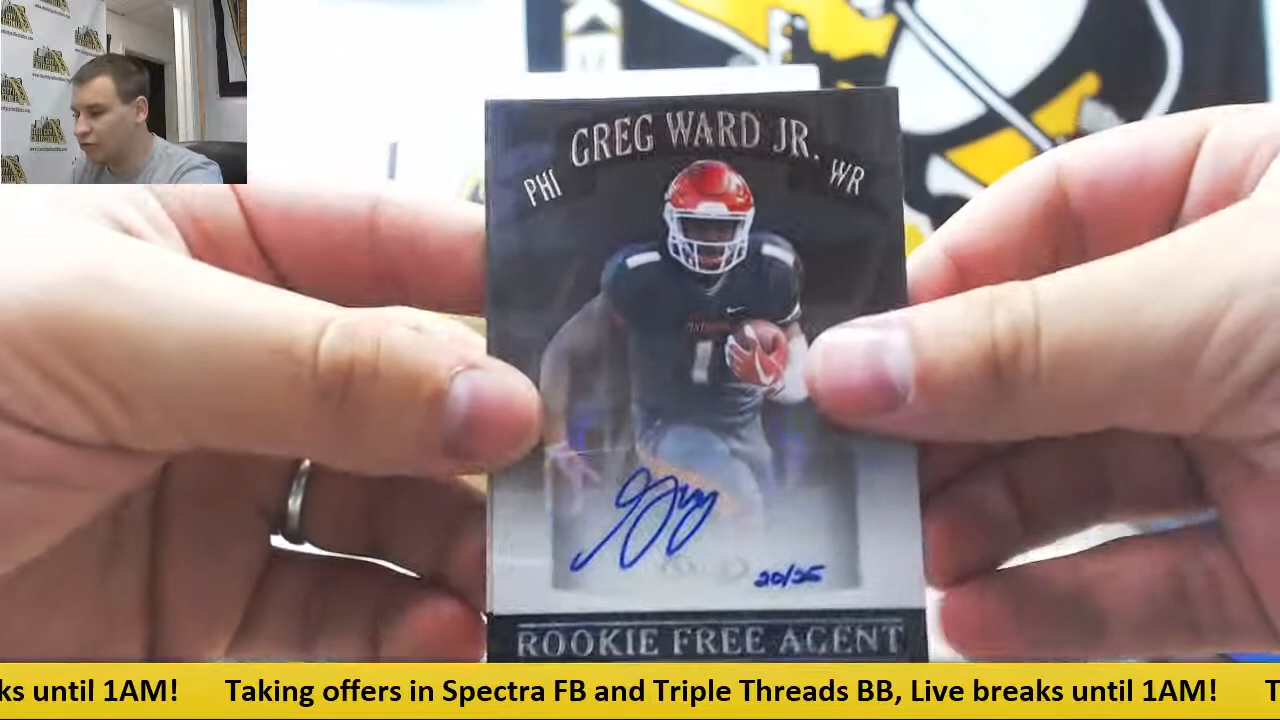 GREG WARD JR.
PHI
WR
1
20/25
ROOKIE FREE AGENT
ks until 1AM! Taking offers in Spectra FB and Triple Threads BB, Live breaks until 1AM! T